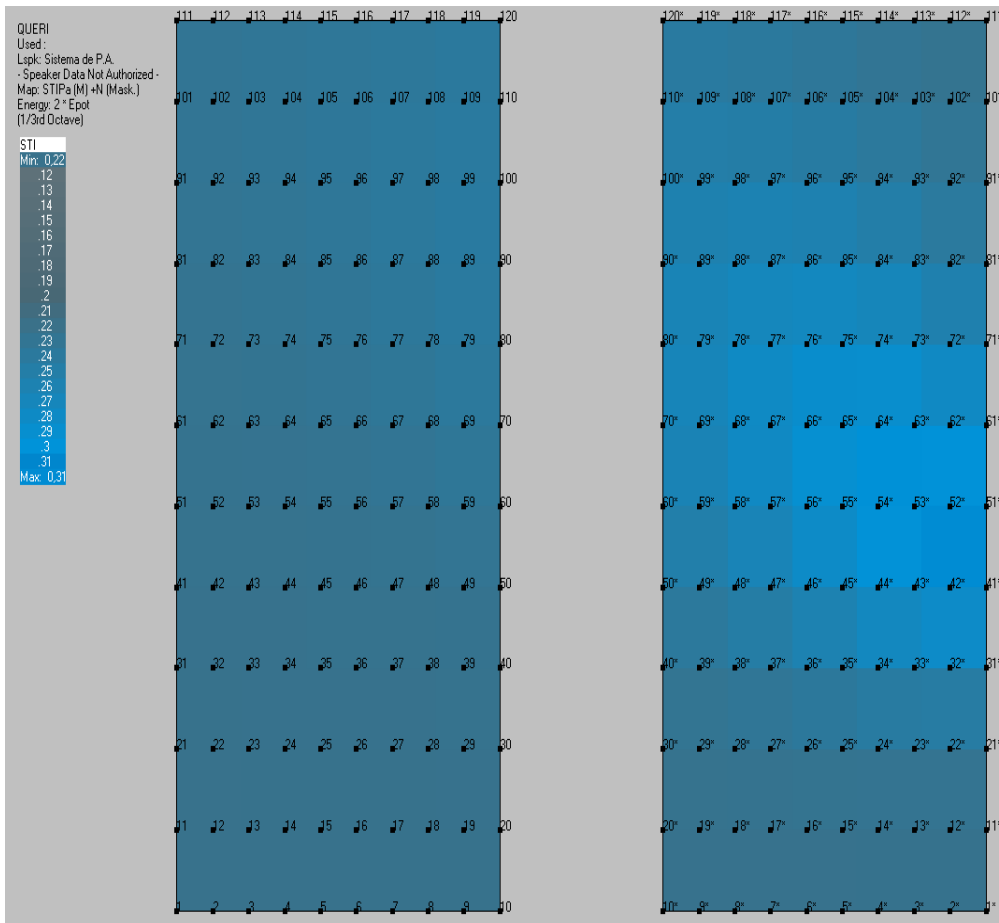 QUERI
Used :
Lspk: Sistema de P.A.
- Speaker Data Not Authorized -
Map: STIPa (M) +N (Mask.)
Energy: 2 * Epot
(1/3rd Octave)
STI
Min: 0,22
.12
.13
.14
.15
.16
.17
.18
.19
.2
.21
.22
.23
.24
.25
.26
.27
.28
.29
.3
.31
Max: 0,31
111 112 113 114 115 116 117 118 119 120
101 102 103 104 105 106 107 108 109 110
91 92 93 94 95 96 97 98 99 100
81 82 83 84 85 86 87 88 89 90
71 72 73 74 75 76 77 78 79 80
61 62 63 64 65 66 67 68 69 70
51 52 53 54 55 56 57 58 59 60
41 42 43 44 45 46 47 48 49 50
31 32 33 34 35 36 37 38 39 40
21 22 23 24 25 26 27 28 29 30
11 12 13 14 15 16 17 18 19 20
1 2 3 4 5 6 7 8 9 10
120* 119* 118* 117* 116* 115* 114* 113* 112*
110* 109* 108* 107* 106* 105* 104* 103* 102*
100* 99* 98* 97* 96* 95* 94* 93* 92* 91*
90* 89* 88* 87* 86* 85* 84* 83* 82* 81*
80* 79* 78* 77* 76* 75* 74* 73* 72* 71*
70* 69* 68* 67* 66* 65* 64* 63* 62* 61*
60* 59* 58* 57* 56* 55* 54* 53* 52* 51*
50* 49* 48* 47* 46* 45* 44* 43* 42* 41*
40* 39* 38* 37* 36* 35* 34* 33* 32* 31*
30* 29* 28* 27* 26* 25* 24* 23* 22* 21*
20* 19* 18* 17* 16* 15* 14* 13* 12* 11*
10* 9* 8* 7* 6* 5* 4* 3* 2* 1*